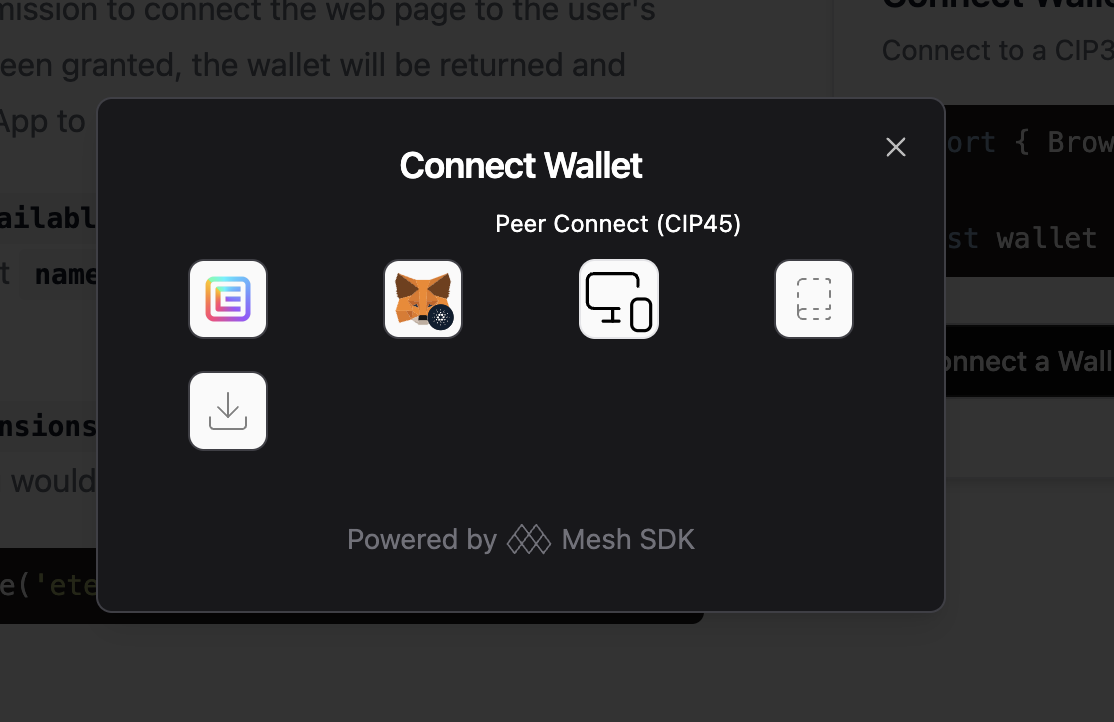 mission to connect the web page to the user's
een granted, the wallet will be returned and
App to
ailabl
t name
nsions
would
e('ete
Connect Walle
Connect to a CIP3
ort { Brow
st wallet
onnect a Wall
Connect Wallet
Peer Connect (CIP45)
Powered by Mesh SDK